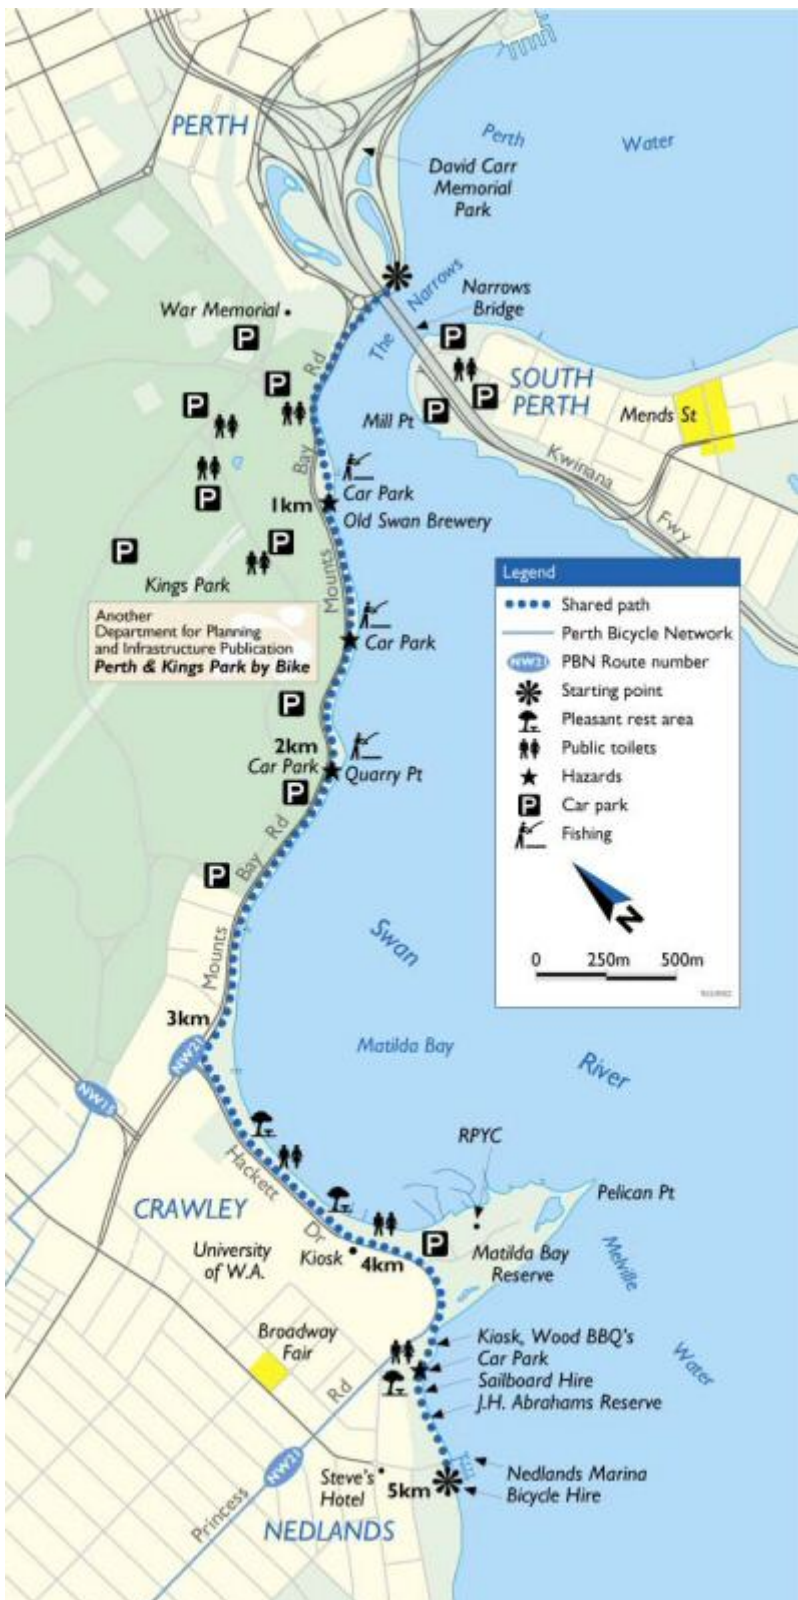 PERTH
Perth
Water
David Carr
Memorial
Park
The Narrows
Narrows
Bridge
War Memorial
P
P
P
P
P
P
Rd
SOUTH
PERTH
Mends St
Mill Pt
Kwinana
Fwy
P
Bay
P
1km
Car Park
Old Swan Brewery
P
P
Kings Park
Mounts
Another
Department for Planning
and Infrastructure Publication
Perth & Kings Park by Bike
Car Park
P
2km
Car Park
Quarry Pt
P
Rd
Bay
P
Mounts
3km
NW21
NW15
Legend
Shared path
Perth Bicycle Network
NW21
PBN Route number
Starting point
Pleasant rest area
Public toilets
Hazards
P
Car park
Fishing
N
0 250m 500m
Swan
River
Matilda Bay
RPYC
Pelican Pt
Hackett
Dr
CRAWLEY
University
of W.A.
Kiosk
4km
P
Matilda Bay
Reserve
Melville
Water
Broadway
Fair
Kiosk, Wood BBQ's
Car Park
Sailboard Hire
J.H. Abrahams Reserve
Rd
NW21
Princess
Steve's
Hotel
5km
Nedlands Marina
Bicycle Hire
NEDLANDS